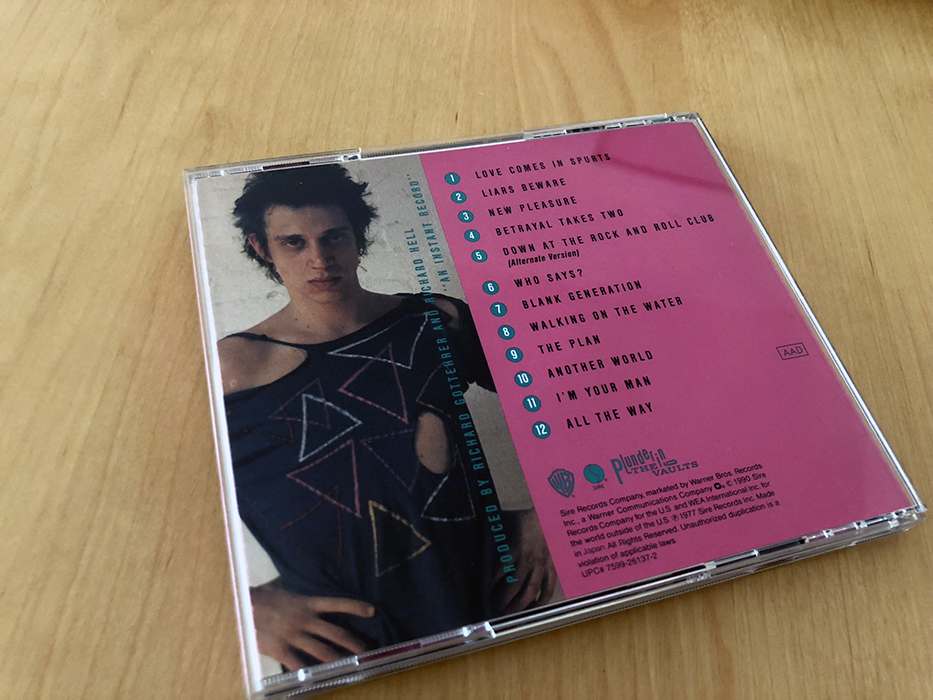 PRODUCED BY RICHARD GOTTEHRER AND RICHARD HELL
"AN INSTANT RECORD"
1 LOVE COMES IN SPURTS
2 LIARS BEWARE
3 NEW PLEASURE
4 BETRAYAL TAKES TWO
5 DOWN AT THE ROCK AND ROLL CLUB
(Alternate Version)
6 WHO SAYS?
7 BLANK GENERATION
8 WALKING ON THE WATER
9 THE PLAN
10 ANOTHER WORLD
11 I'M YOUR MAN
12 ALL THE WAY
AAD
WB
SIRE
Plunderin
THE
VAULTS
Sire Records Company, marketed by Warner Bros. Records
Inc., a Warner Communications Company. © 1990 Sire
Records Company for the U.S. and WEA International Inc. for
the world outside of the U.S. ℗ 1977 Sire Records Inc. Made
in Japan. All Rights Reserved. Unauthorized duplication is a
violation of applicable laws.
UPC# 7599-26137-2